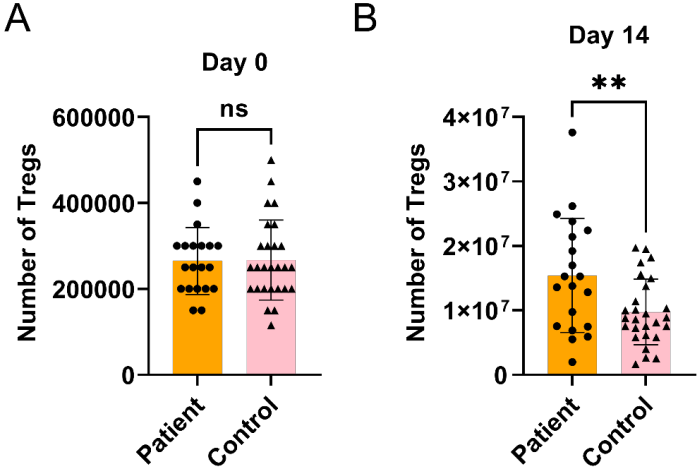 A
Day 0
ns
600000
400000
200000
0
Number of Tregs
Patient
Control
B
Day 14
**
4×10⁷
3×10⁷
2×10⁷
1×10⁷
0
Number of Tregs
Patient
Control